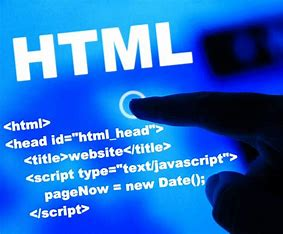 HTML
<html>
<head id="html_head">
<title>website</title>
<script type="text/javascript">
pageNow = new Date();
</script>